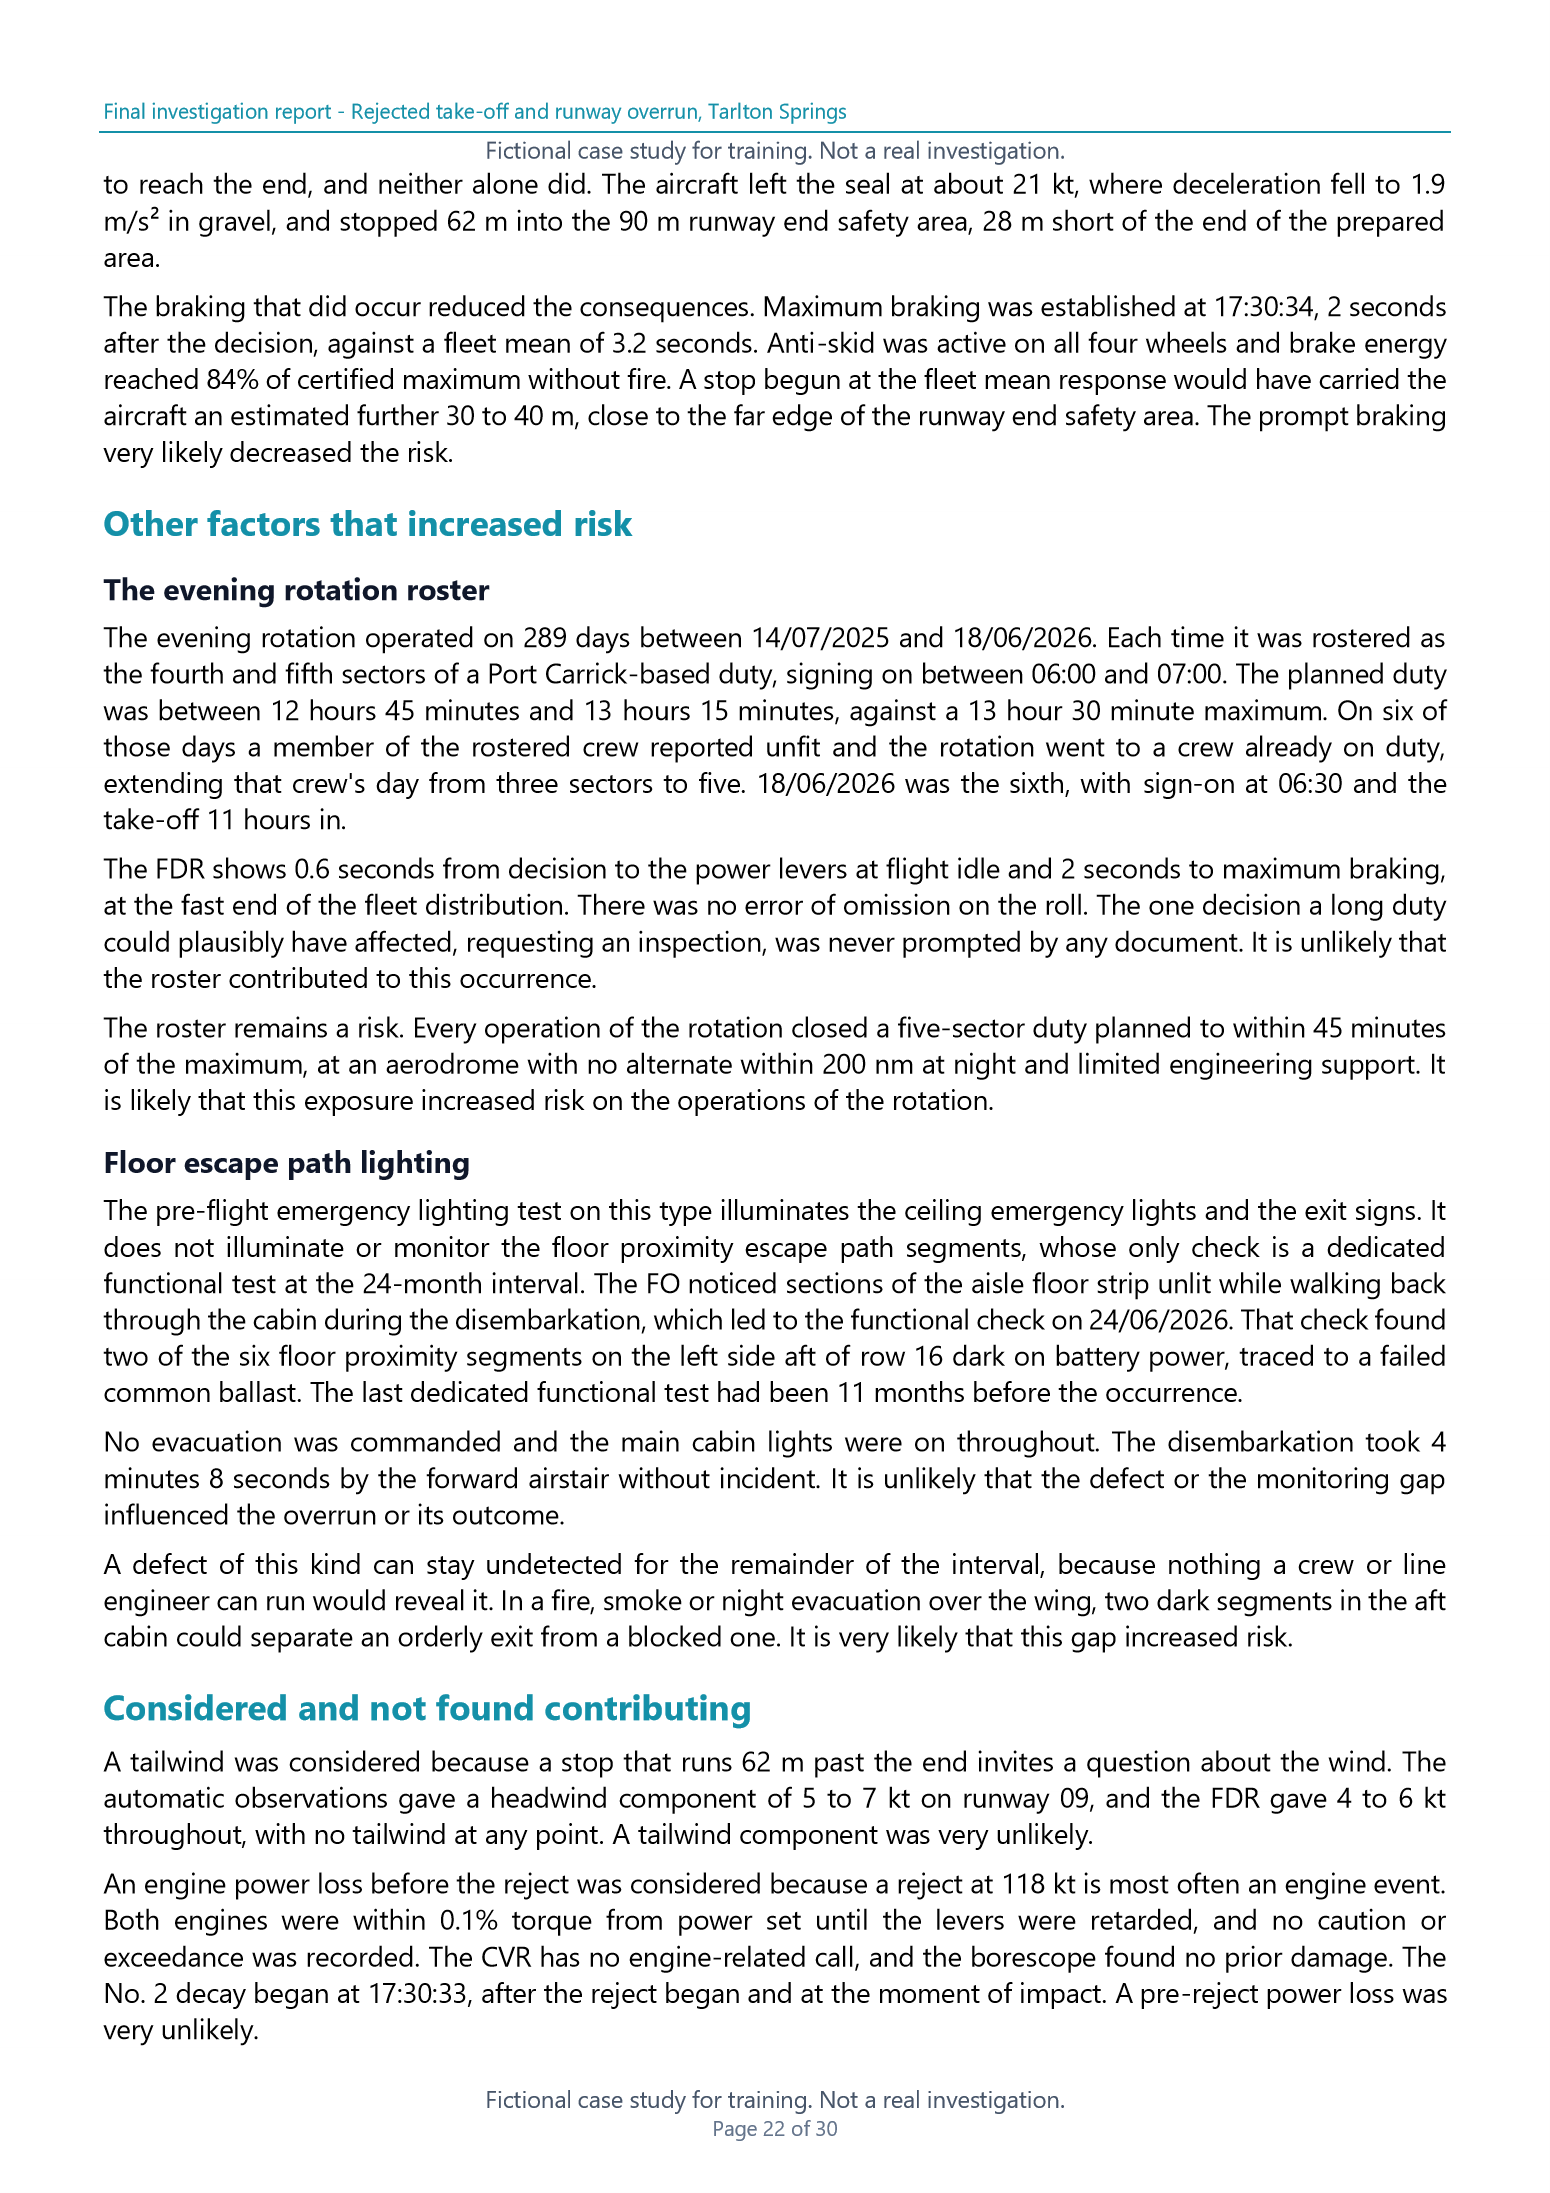 Final investigation report - Rejected take-off and runway overrun, Tarlton Springs
Fictional case study for training. Not a real investigation.
to reach the end, and neither alone did. The aircraft left the seal at about 21 kt, where deceleration fell to 1.9
m/s² in gravel, and stopped 62 m into the 90 m runway end safety area, 28 m short of the end of the prepared
area.
The braking that did occur reduced the consequences. Maximum braking was established at 17:30:34, 2 seconds
after the decision, against a fleet mean of 3.2 seconds. Anti-skid was active on all four wheels and brake energy
reached 84% of certified maximum without fire. A stop begun at the fleet mean response would have carried the
aircraft an estimated further 30 to 40 m, close to the far edge of the runway end safety area. The prompt braking
very likely decreased the risk.
Other factors that increased risk
The evening rotation roster
The evening rotation operated on 289 days between 14/07/2025 and 18/06/2026. Each time it was rostered as
the fourth and fifth sectors of a Port Carrick-based duty, signing on between 06:00 and 07:00. The planned duty
was between 12 hours 45 minutes and 13 hours 15 minutes, against a 13 hour 30 minute maximum. On six of
those days a member of the rostered crew reported unfit and the rotation went to a crew already on duty,
extending that crew's day from three sectors to five. 18/06/2026 was the sixth, with sign-on at 06:30 and the
take-off 11 hours in.
The FDR shows 0.6 seconds from decision to the power levers at flight idle and 2 seconds to maximum braking,
at the fast end of the fleet distribution. There was no error of omission on the roll. The one decision a long duty
could plausibly have affected, requesting an inspection, was never prompted by any document. It is unlikely that
the roster contributed to this occurrence.
The roster remains a risk. Every operation of the rotation closed a five-sector duty planned to within 45 minutes
of the maximum, at an aerodrome with no alternate within 200 nm at night and limited engineering support. It
is likely that this exposure increased risk on the operations of the rotation.
Floor escape path lighting
The pre-flight emergency lighting test on this type illuminates the ceiling emergency lights and the exit signs. It
does not illuminate or monitor the floor proximity escape path segments, whose only check is a dedicated
functional test at the 24-month interval. The FO noticed sections of the aisle floor strip unlit while walking back
through the cabin during the disembarkation, which led to the functional check on 24/06/2026. That check found
two of the six floor proximity segments on the left side aft of row 16 dark on battery power, traced to a failed
common ballast. The last dedicated functional test had been 11 months before the occurrence.
No evacuation was commanded and the main cabin lights were on throughout. The disembarkation took 4
minutes 8 seconds by the forward airstair without incident. It is unlikely that the defect or the monitoring gap
influenced the overrun or its outcome.
A defect of this kind can stay undetected for the remainder of the interval, because nothing a crew or line
engineer can run would reveal it. In a fire, smoke or night evacuation over the wing, two dark segments in the aft
cabin could separate an orderly exit from a blocked one. It is very likely that this gap increased risk.
Considered and not found contributing
A tailwind was considered because a stop that runs 62 m past the end invites a question about the wind. The
automatic observations gave a headwind component of 5 to 7 kt on runway 09, and the FDR gave 4 to 6 kt
throughout, with no tailwind at any point. A tailwind component was very unlikely.
An engine power loss before the reject was considered because a reject at 118 kt is most often an engine event.
Both engines were within 0.1% torque from power set until the levers were retarded, and no caution or
exceedance was recorded. The CVR has no engine-related call, and the borescope found no prior damage. The
No. 2 decay began at 17:30:33, after the reject began and at the moment of impact. A pre-reject power loss was
very unlikely.
Fictional case study for training. Not a real investigation.
Page 22 of 30